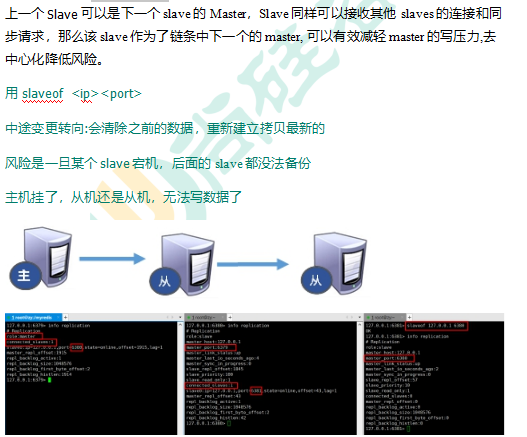 上一个 Slave 可以是下一个 slave 的 Master，Slave 同样可以接收其他 slaves 的连接和同
步请求，那么该 slave 作为了链条中下一个的 master, 可以有效减轻 master 的写压力,去
中心化降低风险。
用 slaveof <ip><port>
中途变更转向:会清除之前的数据，重新建立拷贝最新的
风险是一旦某个 slave 宕机，后面的 slave 都没法备份
主机挂了，从机还是从机，无法写数据了
主
从
从
127.0.0.1:6379> info replication
# Replication
role:master
connected_slaves:1
slave0:ip=127.0.0.1,port=6380,state=online,offset=1915,lag=1
master_repl_offset:1915
repl_backlog_active:1
repl_backlog_size:1048576
repl_backlog_first_byte_offset:2
repl_backlog_histlen:1914
127.0.0.1:6379>
127.0.0.1:6380> info replication
# Replication
role:slave
master_host:127.0.0.1
master_port:6379
master_link_status:up
master_last_io_seconds_ago:4
master_sync_in_progress:0
slave_repl_offset:1845
slave_priority:100
slave_read_only:1
connected_slaves:1
slave0:ip=127.0.0.1,port=6381,state=online,offset=43,lag=1
master_repl_offset:43
repl_backlog_active:1
repl_backlog_size:1048576
repl_backlog_first_byte_offset:2
repl_backlog_histlen:42
127.0.0.1:6380>
127.0.0.1:6381> slaveof 127.0.0.1 6380
OK
127.0.0.1:6381> info replication
# Replication
role:slave
master_host:127.0.0.1
master_port:6380
master_link_status:up
master_last_io_seconds_ago:2
master_sync_in_progress:0
slave_repl_offset:57
slave_priority:100
slave_read_only:1
connected_slaves:0
master_repl_offset:0
repl_backlog_active:0
repl_backlog_size:1048576
repl_backlog_first_byte_offset:0
repl_backlog_histlen:0
127.0.0.1:6381>